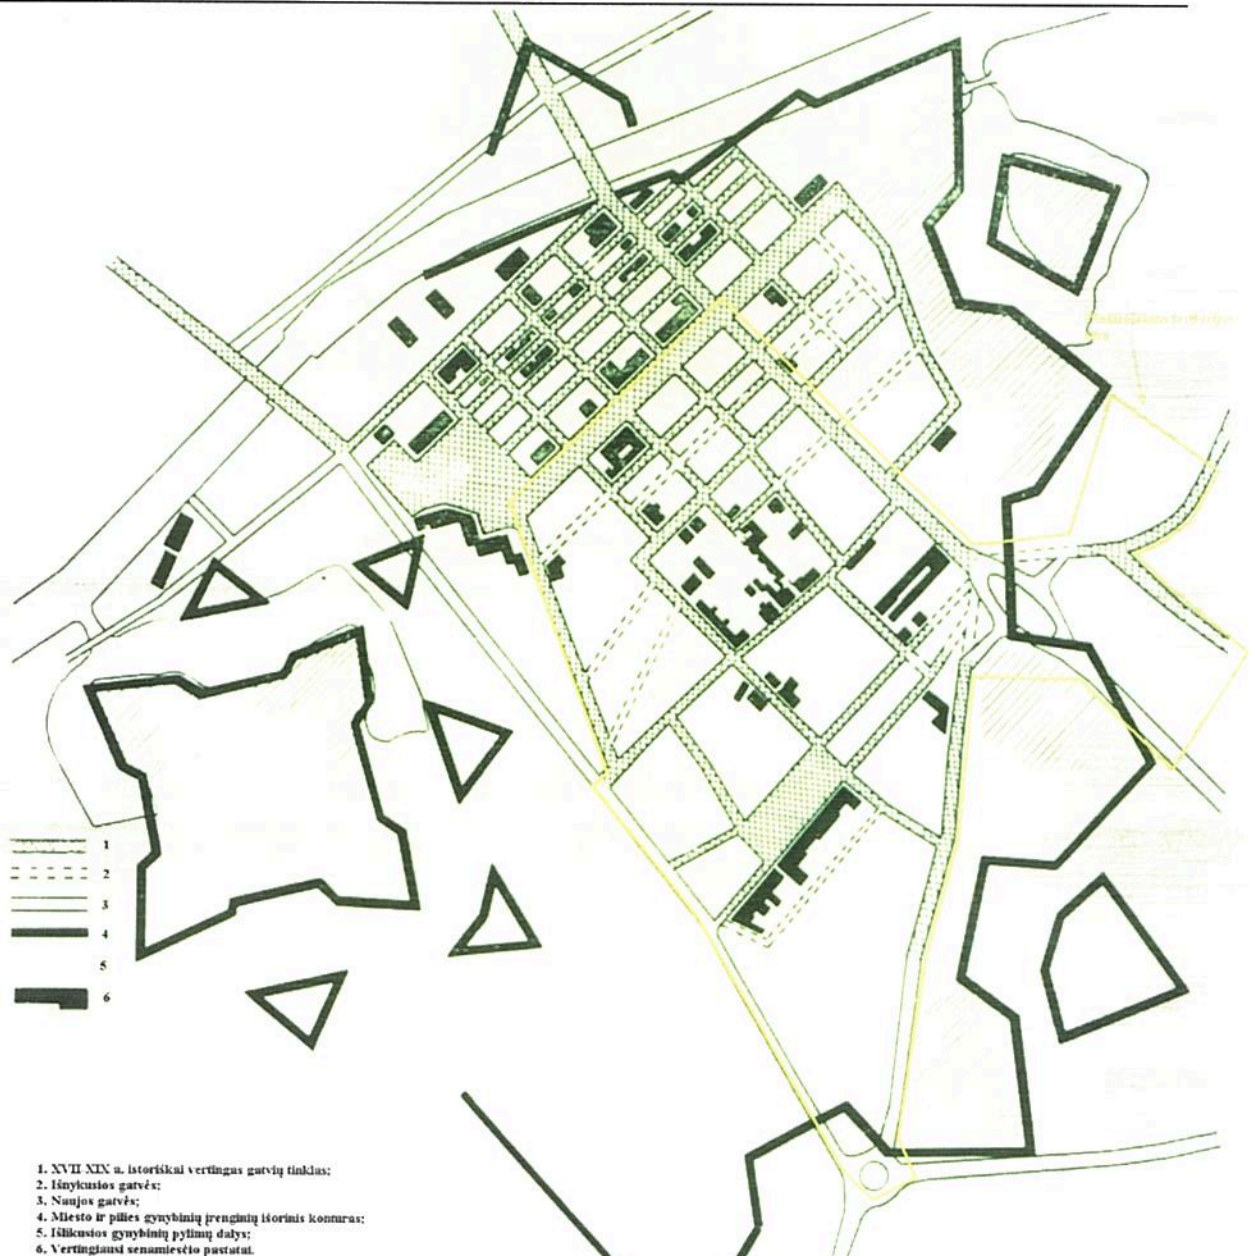 1
2
3
4
5
6
1. XVII XIX a. istoriškai vertingas gatvių tinklas;
2. Išnykusios gatvės;
3. Naujos gatvės;
4. Miesto ir pilies gynybinių įrenginių išorinis konturas;
5. Išlikusios gynybinių pylimų dalys;
6. Vertingiausi senamiesčio pastatai.